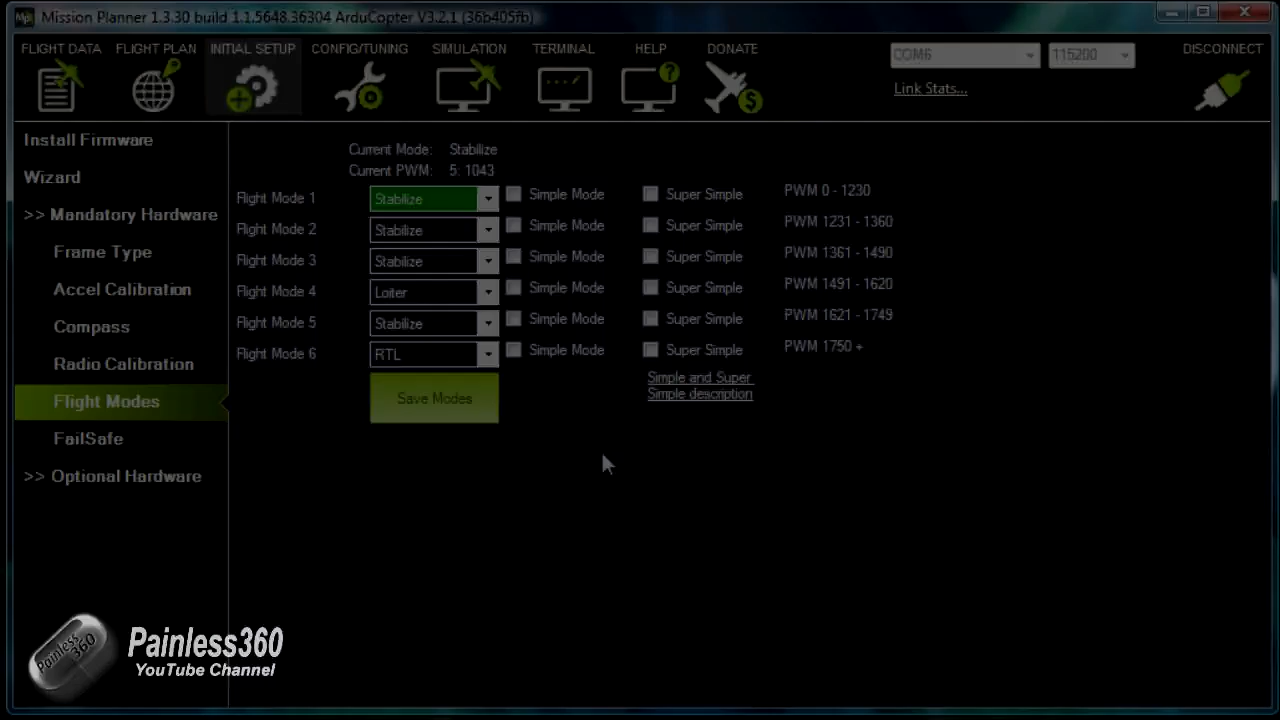 Mission Planner 1.3.30 build 1.1.5648.36304 ArduCopter V3.2.1 (36b405fb)
FLIGHT DATA FLIGHT PLAN INITIAL SETUP CONFIG/TUNING SIMULATION TERMINAL HELP DONATE COM6 115200 DISCONNECT
Link Stats...
Install Firmware
Wizard
>> Mandatory Hardware
Frame Type
Accel Calibration
Compass
Radio Calibration
Flight Modes
FailSafe
>> Optional Hardware
Current Mode: Stabilize
Current PWM: 5: 1043
Flight Mode 1 Stabilize Simple Mode Super Simple PWM 0 - 1230
Flight Mode 2 Stabilize Simple Mode Super Simple PWM 1231 - 1360
Flight Mode 3 Stabilize Simple Mode Super Simple PWM 1361 - 1490
Flight Mode 4 Loiter Simple Mode Super Simple PWM 1491 - 1620
Flight Mode 5 Stabilize Simple Mode Super Simple PWM 1621 - 1749
Flight Mode 6 RTL Simple Mode Super Simple PWM 1750 +
Simple and Super
Simple description
Save Modes
Painless
360
Painless360
YouTube Channel